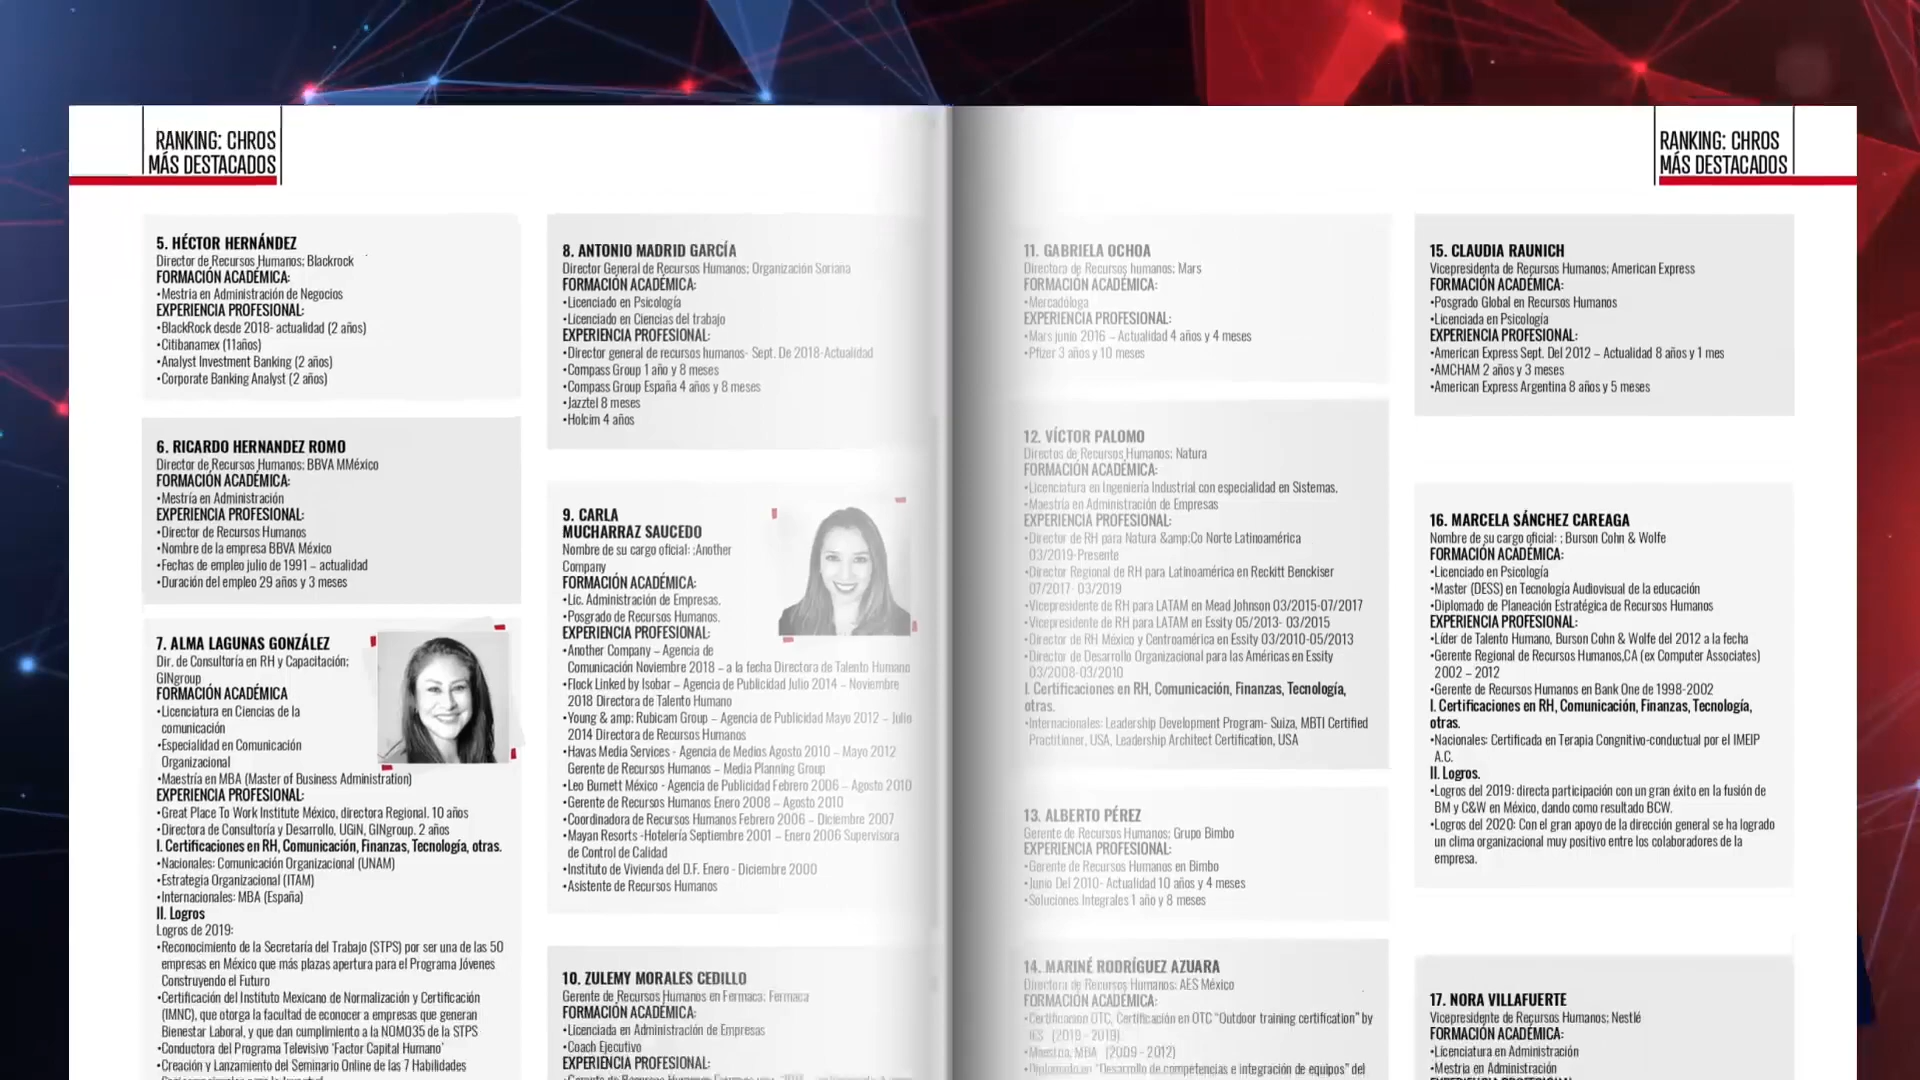 RANKING: CHROS
MÁS DESTACADOS
5. HÉCTOR HERNÁNDEZ
Director de Recursos Humanos; Blackrock
FORMACIÓN ACADÉMICA:
•Mestria en Administración de Negocios
EXPERIENCIA PROFESIONAL:
•BlackRock desde 2018- actualidad (2 años)
•Citibanamex (11años)
•Analyst Investment Banking (2 años)
•Corporate Banking Analyst (2 años)
6. RICARDO HERNANDEZ ROMO
Director de Recursos Humanos; BBVA MMéxico
FORMACIÓN ACADÉMICA:
•Mestría en Administración
EXPERIENCIA PROFESIONAL:
•Director de Recursos Humanos
•Nombre de la empresa BBVA México
•Fechas de empleo julio de 1991 – actualidad
•Duración del empleo 29 años y 3 meses
7. ALMA LAGUNAS GONZÁLEZ
Dir. de Consultoría en RH y Capacitación;
GINgroup
FORMACIÓN ACADÉMICA
•Licenciatura en Ciencias de la
comunicación
•Especialidad en Comunicación
Organizacional
•Maestría en MBA (Master of Business Administration)
EXPERIENCIA PROFESIONAL:
•Great Place To Work Institute México, directora Regional. 10 años
•Directora de Consultoría y Desarrollo, UGiN, GINgroup. 2 años
I. Certificaciones en RH, Comunicación, Finanzas, Tecnología, otras.
•Nacionales: Comunicación Organizacional (UNAM)
•Estrategia Organizacional (ITAM)
•Internacionales: MBA (España)
II. Logros
Logros de 2019:
•Reconocimiento de la Secretaría del Trabajo (STPS) por ser una de las 50
empresas en México que más plazas apertura para el Programa Jóvenes
Construyendo el Futuro
•Certificación del Instituto Mexicano de Normalización y Certificación
(IMNC), que otorga la facultad de econocer a empresas que generan
Bienestar Laboral, y que dan cumplimiento a la NOM035 de la STPS
•Conductora del Programa Televisivo 'Factor Capital Humano'
•Creación y Lanzamiento del Seminario Online de las 7 Habilidades
8. ANTONIO MADRID GARCÍA
Director General de Recursos Humanos; Organización Soriana
FORMACIÓN ACADÉMICA:
•Licenciado en Psicología
•Licenciado en Ciencias del trabajo
EXPERIENCIA PROFESIONAL:
•Director general de recursos humanos- Sept. De 2018-Actualidad
•Compass Group 1 año y 8 meses
•Compass Group España 4 años y 8 meses
•Jazztel 8 meses
•Holcim 4 años
9. CARLA
MUCHARRAZ SAUCEDO
Nombre de su cargo oficial: ;Another
Company
FORMACIÓN ACADÉMICA:
•Lic. Administración de Empresas.
•Posgrado de Recursos Humanos.
EXPERIENCIA PROFESIONAL:
•Another Company – Agencia de
Comunicación Noviembre 2018 – a la fecha Directora de Talento Humano
•Flock Linked by Isobar – Agencia de Publicidad Julio 2014 – Noviembre
2018 Directora de Talento Humano
•Young & amp; Rubicam Group – Agencia de Publicidad Mayo 2012 – Julio
2014 Directora de Recursos Humanos
•Havas Media Services - Agencia de Medios Agosto 2010 – Mayo 2012
Gerente de Recursos Humanos – Media Planning Group
•Leo Burnett México - Agencia de Publicidad Febrero 2006 – Agosto 2010
•Gerente de Recursos Humanos Enero 2008 – Agosto 2010
•Coordinadora de Recursos Humanos Febrero 2006 – Diciembre 2007
•Mayan Resorts -Hotelería Septiembre 2001 – Enero 2006 Supervisora
de Control de Calidad
•Instituto de Vivienda del D.F. Enero - Diciembre 2000
•Asistente de Recursos Humanos
10. ZULEMY MORALES CEDILLO
Gerente de Recursos Humanos en Fermaca; Fermaca
FORMACIÓN ACADÉMICA:
•Licenciada en Administración de Empresas
•Coach Ejecutivo
EXPERIENCIA PROFESIONAL:
RANKING: CHROS
MÁS DESTACADOS
11. GABRIELA OCHOA
Directora de Recursos humanos; Mars
FORMACIÓN ACADÉMICA:
•Mercadóloga
EXPERIENCIA PROFESIONAL:
•Mars junio 2016 – Actualidad 4 años y 4 meses
•Pfizer 3 años y 10 meses
12. VÍCTOR PALOMO
Directos de Recursos Humanos; Natura
FORMACIÓN ACADÉMICA:
•Licenciatura en Ingeniería Industrial con especialidad en Sistemas.
•Maestría en Administración de Empresas
EXPERIENCIA PROFESIONAL:
•Director de RH para Natura &amp;Co Norte Latinoamérica
03/2019-Presente
•Director Regional de RH para Latinoamérica en Reckitt Benckiser
07/2017- 03/2019
•Vicepresidente de RH para LATAM en Mead Johnson 03/2015-07/2017
•Vicepresidente de RH para LATAM en Essity 05/2013- 03/2015
•Director de RH México y Centroamérica en Essity 03/2010-05/2013
•Director de Desarrollo Organizacional para las Américas en Essity
03/2008-03/2010
I. Certificaciones en RH, Comunicación, Finanzas, Tecnología,
otras.
•Internacionales: Leadership Development Program- Suiza, MBTI Certified
Practitioner, USA, Leadership Architect Certification, USA
13. ALBERTO PÉREZ
Gerente de Recursos Humanos; Grupo Bimbo
EXPERIENCIA PROFESIONAL:
•Gerente de Recursos Humanos en Bimbo
•Junio Del 2010- Actualidad 10 años y 4 meses
•Soluciones Integrales 1 año y 8 meses
14. MARINÉ RODRÍGUEZ AZUARA
Directora de Recursos Humanos; AES México
FORMACIÓN ACADÉMICA:
•Certificacion OTC, Certificación en OTC "Outdoor training certification" by
IES (2019 - 2019).
•Maestria, MBA (2009 - 2012)
•Diplomado en "Desarrollo de competencias e integración de equipos" del
15. CLAUDIA RAUNICH
Vicepresidenta de Recursos Humanos; American Express
FORMACIÓN ACADÉMICA:
•Posgrado Global en Recursos Humanos
•Licenciada en Psicología
EXPERIENCIA PROFESIONAL:
•American Express Sept. Del 2012 – Actualidad 8 años y 1 mes
•AMCHAM 2 años y 3 meses
•American Express Argentina 8 años y 5 meses
16. MARCELA SÁNCHEZ CAREAGA
Nombre de su cargo oficial: ; Burson Cohn & Wolfe
FORMACIÓN ACADÉMICA:
•Licenciado en Psicología
•Master (DESS) en Tecnología Audiovisual de la educación
•Diplomado de Planeación Estratégica de Recursos Humanos
EXPERIENCIA PROFESIONAL:
•Líder de Talento Humano, Burson Cohn & Wolfe del 2012 a la fecha
•Gerente Regional de Recursos Humanos,CA (ex Computer Associates)
2002 – 2012
•Gerente de Recursos Humanos en Bank One de 1998-2002
I. Certificaciones en RH, Comunicación, Finanzas, Tecnología,
otras.
•Nacionales: Certificada en Terapia Congnitivo-conductual por el IMEIP
A.C.
II. Logros.
•Logros del 2019: directa participación con un gran éxito en la fusión de
BM y C&W en México, dando como resultado BCW.
•Logros del 2020: Con el gran apoyo de la dirección general se ha logrado
un clima organizacional muy positivo entre los colaboradores de la
empresa.
17. NORA VILLAFUERTE
Vicepresidente de Recursos Humanos; Nestlé
FORMACIÓN ACADÉMICA:
•Licenciatura en Administración
•Mestria en Administración